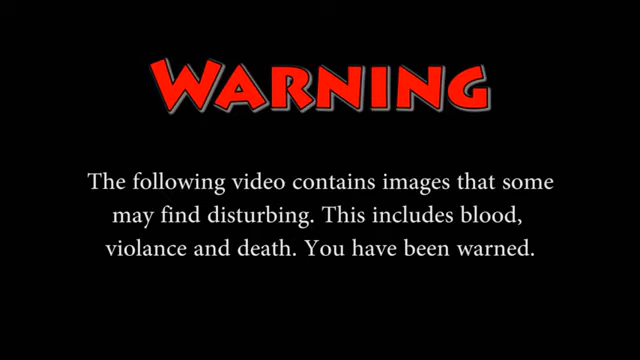 WARNING
The following video contains images that some
may find disturbing. This includes blood,
violance and death. You have been warned.